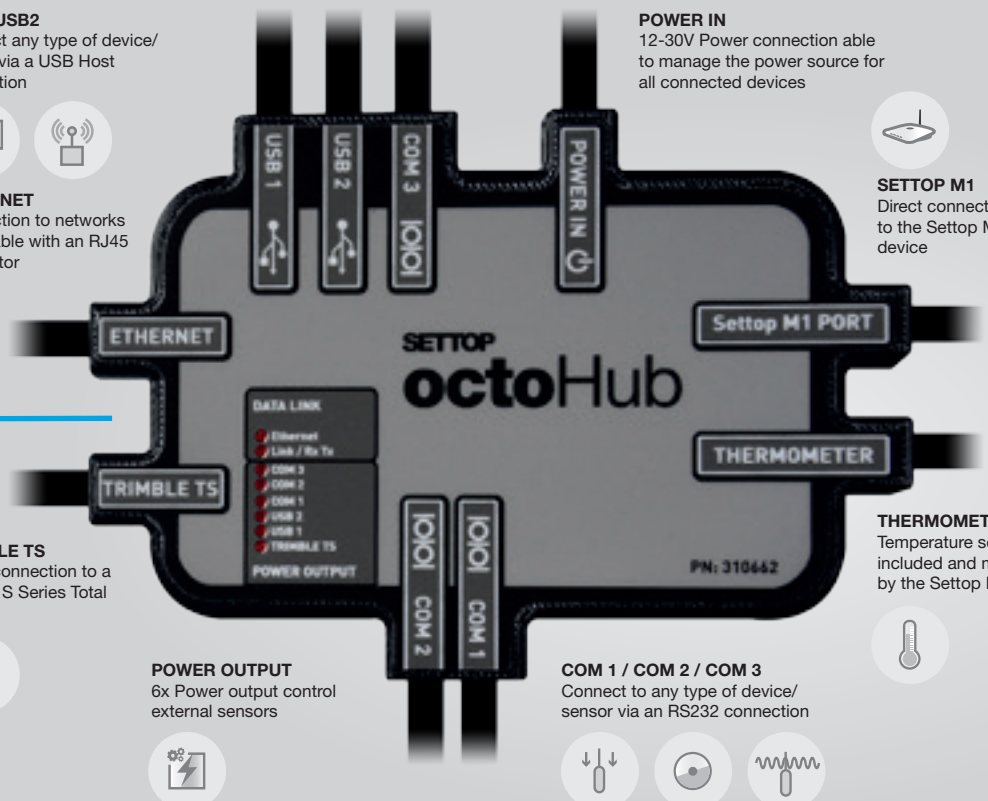 USB2
ct any type of device/
via a USB Host
tion
NET
ction to networks
able with an RJ45
tor
LE TS
connection to a
S Series Total
POWER IN
12-30V Power connection able
to manage the power source for
all connected devices
SETTOP M1
Direct connect
to the Settop M
device
THERMOMET
Temperature se
included and m
by the Settop
USB 1
USB 2
COM 3
POWER IN
ETHERNET
Settop M1 PORT
SETTOP
octoHub
DATA LINK
Ethernet
Link / Rx Tx
COM 3
COM 2
COM 1
USB 2
USB 1
TRIMBLE TS
POWER OUTPUT
TRIMBLE TS
THERMOMETER
PN: 310662
COM 2
COM 1
POWER OUTPUT
6x Power output control
external sensors
COM 1 / COM 2 / COM 3
Connect to any type of device/
sensor via an RS232 connection